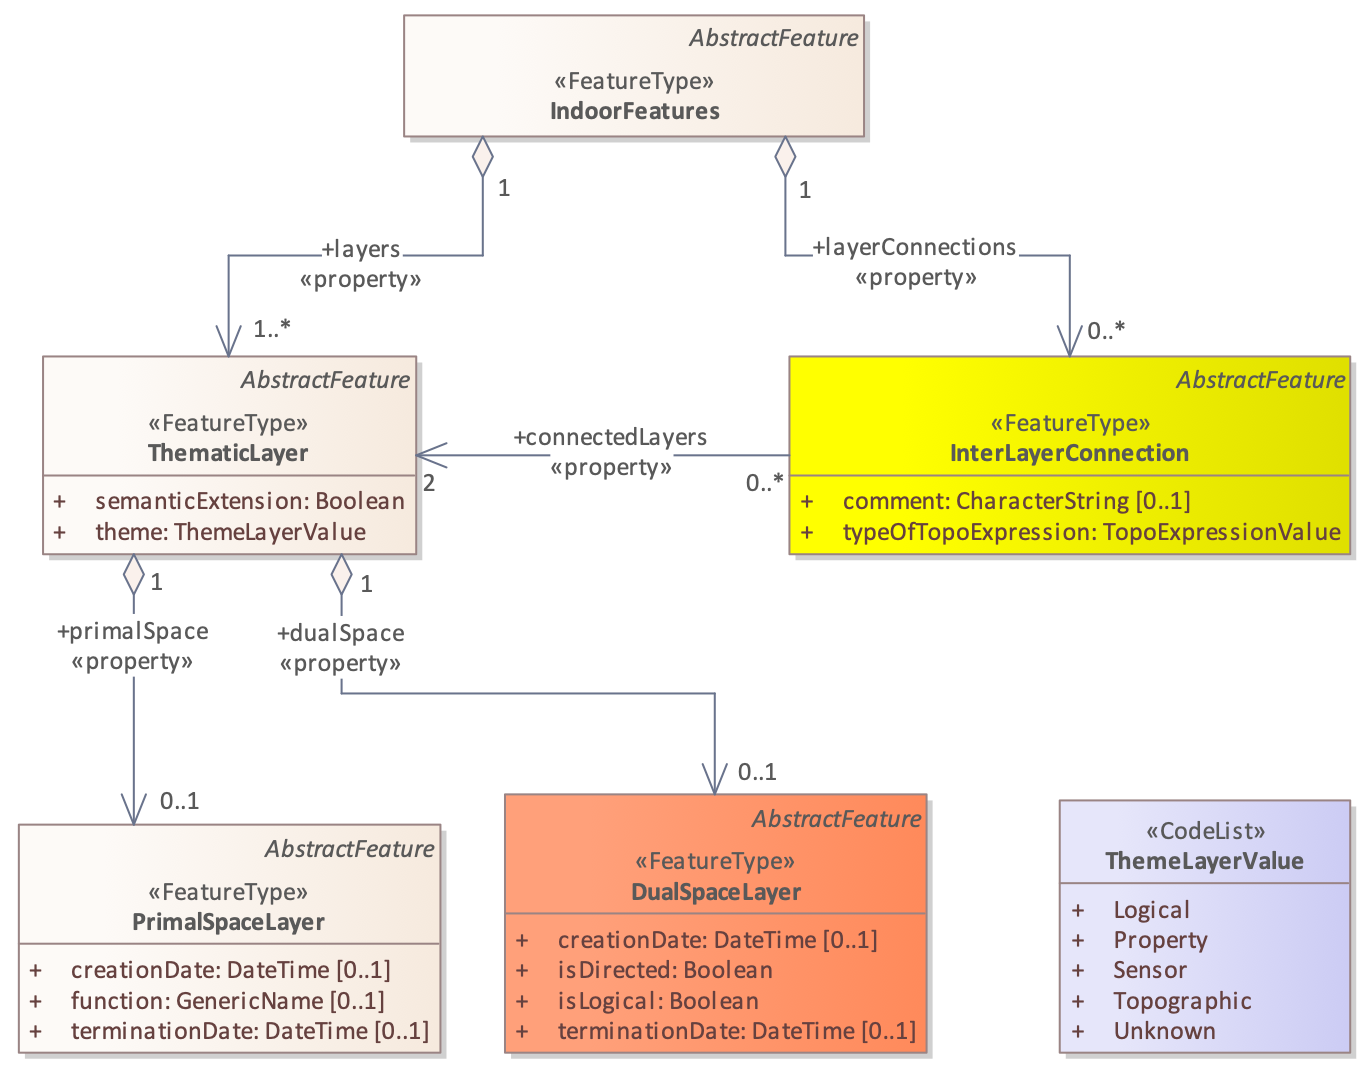 AbstractFeature
«FeatureType»
IndoorFeatures
1
1
+layers
«property»
+layerConnections
«property»
1..*
0..*
AbstractFeature
«FeatureType»
ThematicLayer
+ semanticExtension: Boolean
+ theme: ThemeLayerValue
+connectedLayers
«property»
2
0..*
AbstractFeature
«FeatureType»
InterLayerConnection
+ comment: CharacterString [0..1]
+ typeOfTopoExpression: TopoExpressionValue
1
1
+primalSpace
«property»
+dualSpace
«property»
0..1
0..1
AbstractFeature
«FeatureType»
PrimalSpaceLayer
+ creationDate: DateTime [0..1]
+ function: GenericName [0..1]
+ terminationDate: DateTime [0..1]
AbstractFeature
«FeatureType»
DualSpaceLayer
+ creationDate: DateTime [0..1]
+ isDirected: Boolean
+ isLogical: Boolean
+ terminationDate: DateTime [0..1]
«CodeList»
ThemeLayerValue
+ Logical
+ Property
+ Sensor
+ Topographic
+ Unknown